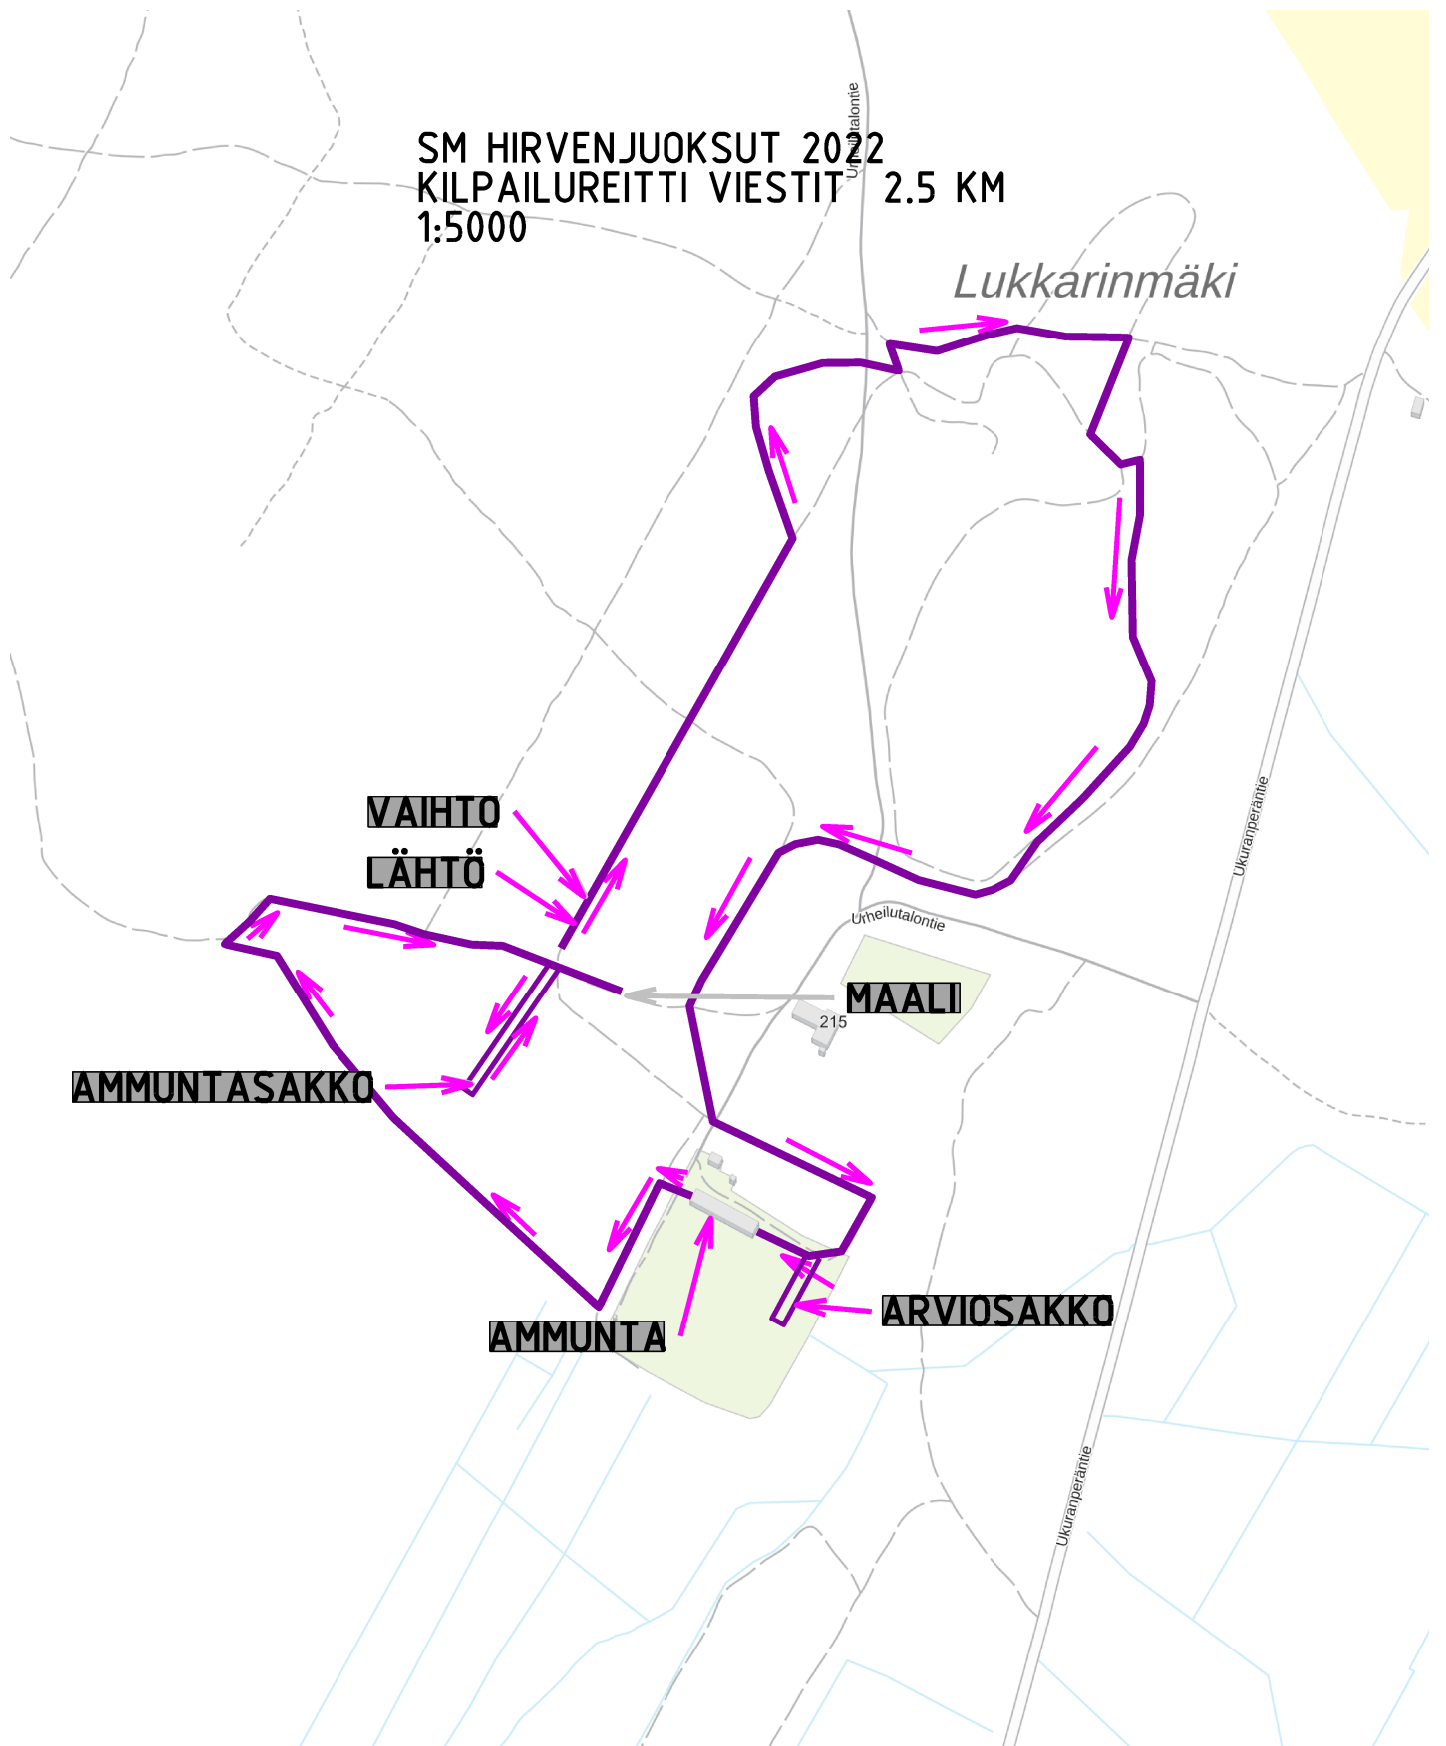 Urheilutalontie
SM HIRVENJUOKSUT 2022
KILPAILUREITTI VIESTIT 2.5 KM
1:5000
Lukkarinmäki
VAIHTO
LÄHTÖ
Ukuranperäntie
Urheilutalontie
MAALI
215
AMMUNTASAKKO
ARVIOSAKKO
AMMUNTA
Ukuranperäntie